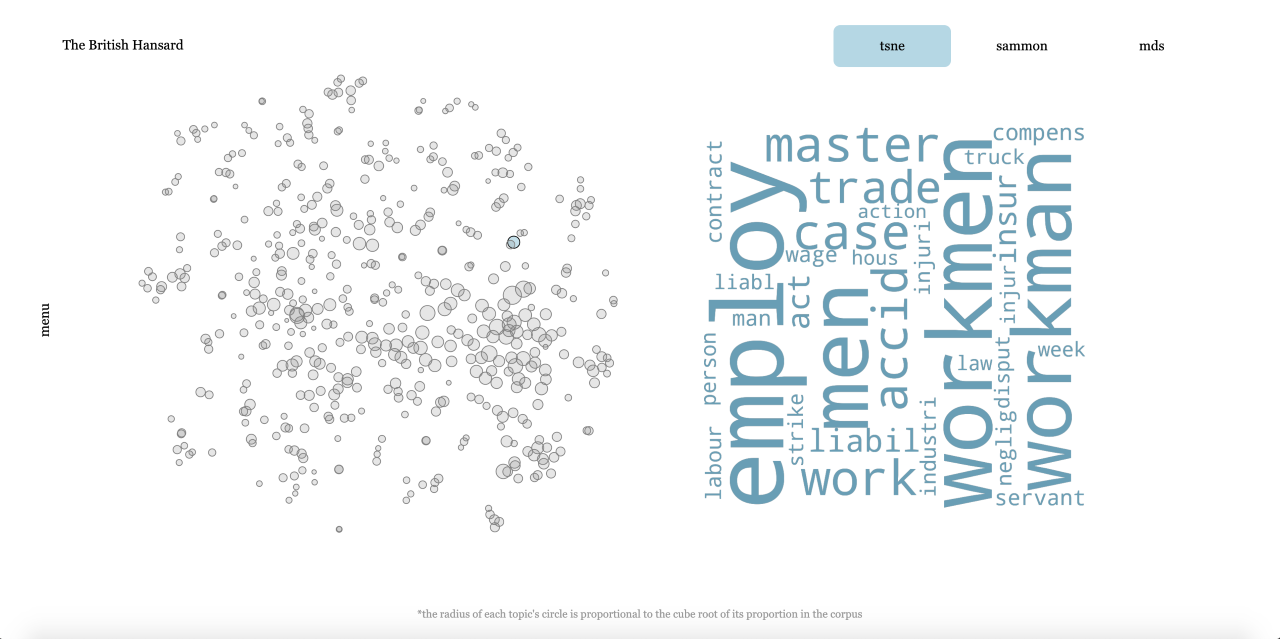 The British Hansard
tsne
sammon
mds
menu
compens
master
truck
contract
employ
trade
workmen
workman
insur
action
case
injuri
wage
hous
liabl
act
accid
injur
man
men
person
law
week
disput
strike
labour
liabil
industri
neglig
work
servant
*the radius of each topic's circle is proportional to the cube root of its proportion in the corpus